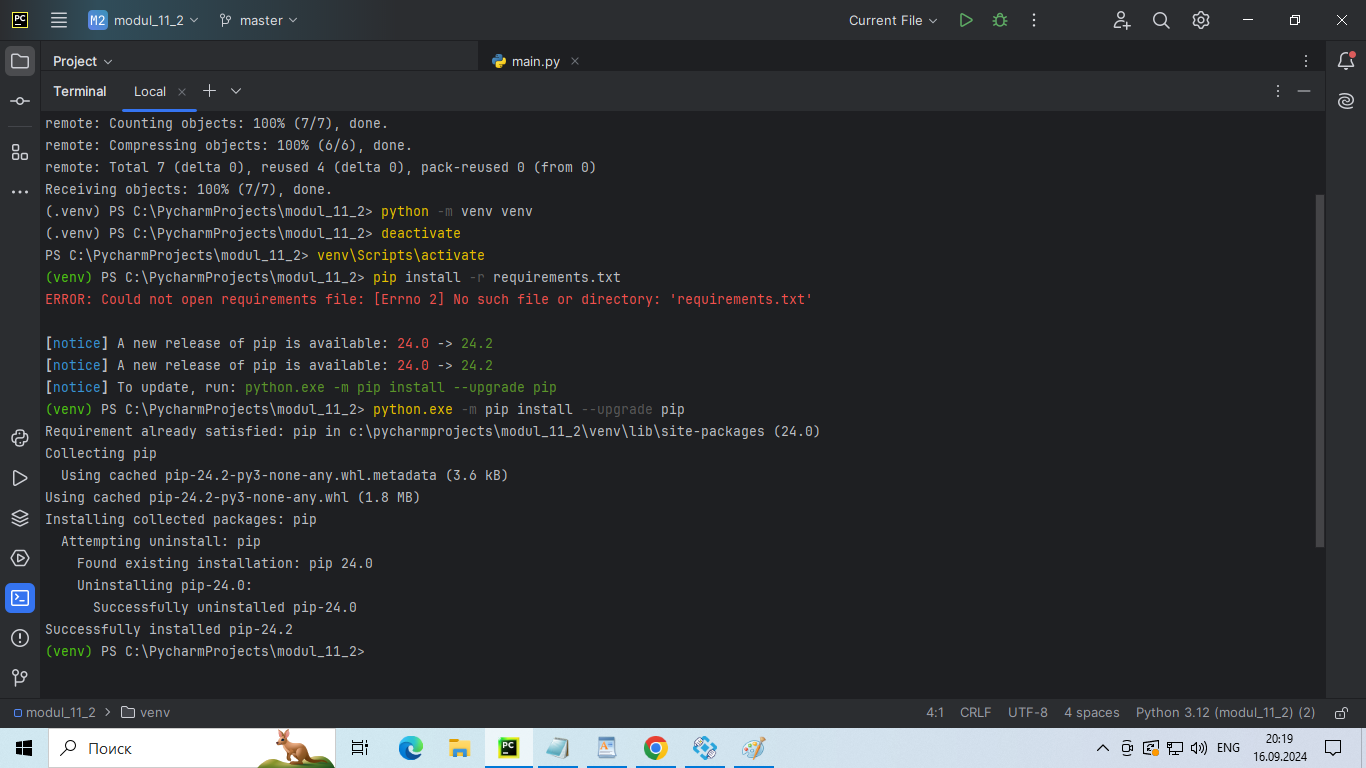 PC M2 modul_11_2 master Current File
Project main.py
Terminal Local
remote: Counting objects: 100% (7/7), done.
remote: Compressing objects: 100% (6/6), done.
remote: Total 7 (delta 0), reused 4 (delta 0), pack-reused 0 (from 0)
Receiving objects: 100% (7/7), done.
(.venv) PS C:\PycharmProjects\modul_11_2> python -m venv venv
(.venv) PS C:\PycharmProjects\modul_11_2> deactivate
PS C:\PycharmProjects\modul_11_2> venv\Scripts\activate
(venv) PS C:\PycharmProjects\modul_11_2> pip install -r requirements.txt
ERROR: Could not open requirements file: [Errno 2] No such file or directory: 'requirements.txt'
[notice] A new release of pip is available: 24.0 -> 24.2
[notice] A new release of pip is available: 24.0 -> 24.2
[notice] To update, run: python.exe -m pip install --upgrade pip
(venv) PS C:\PycharmProjects\modul_11_2> python.exe -m pip install --upgrade pip
Requirement already satisfied: pip in c:\pycharmprojects\modul_11_2\venv\lib\site-packages (24.0)
Collecting pip
  Using cached pip-24.2-py3-none-any.whl.metadata (3.6 kB)
Using cached pip-24.2-py3-none-any.whl (1.8 MB)
Installing collected packages: pip
  Attempting uninstall: pip
    Found existing installation: pip 24.0
    Uninstalling pip-24.0:
      Successfully uninstalled pip-24.0
Successfully installed pip-24.2
(venv) PS C:\PycharmProjects\modul_11_2>
modul_11_2 > venv 4:1 CRLF UTF-8 4 spaces Python 3.12 (modul_11_2) (2)
Поиск PC ENG 20:19
16.09.2024